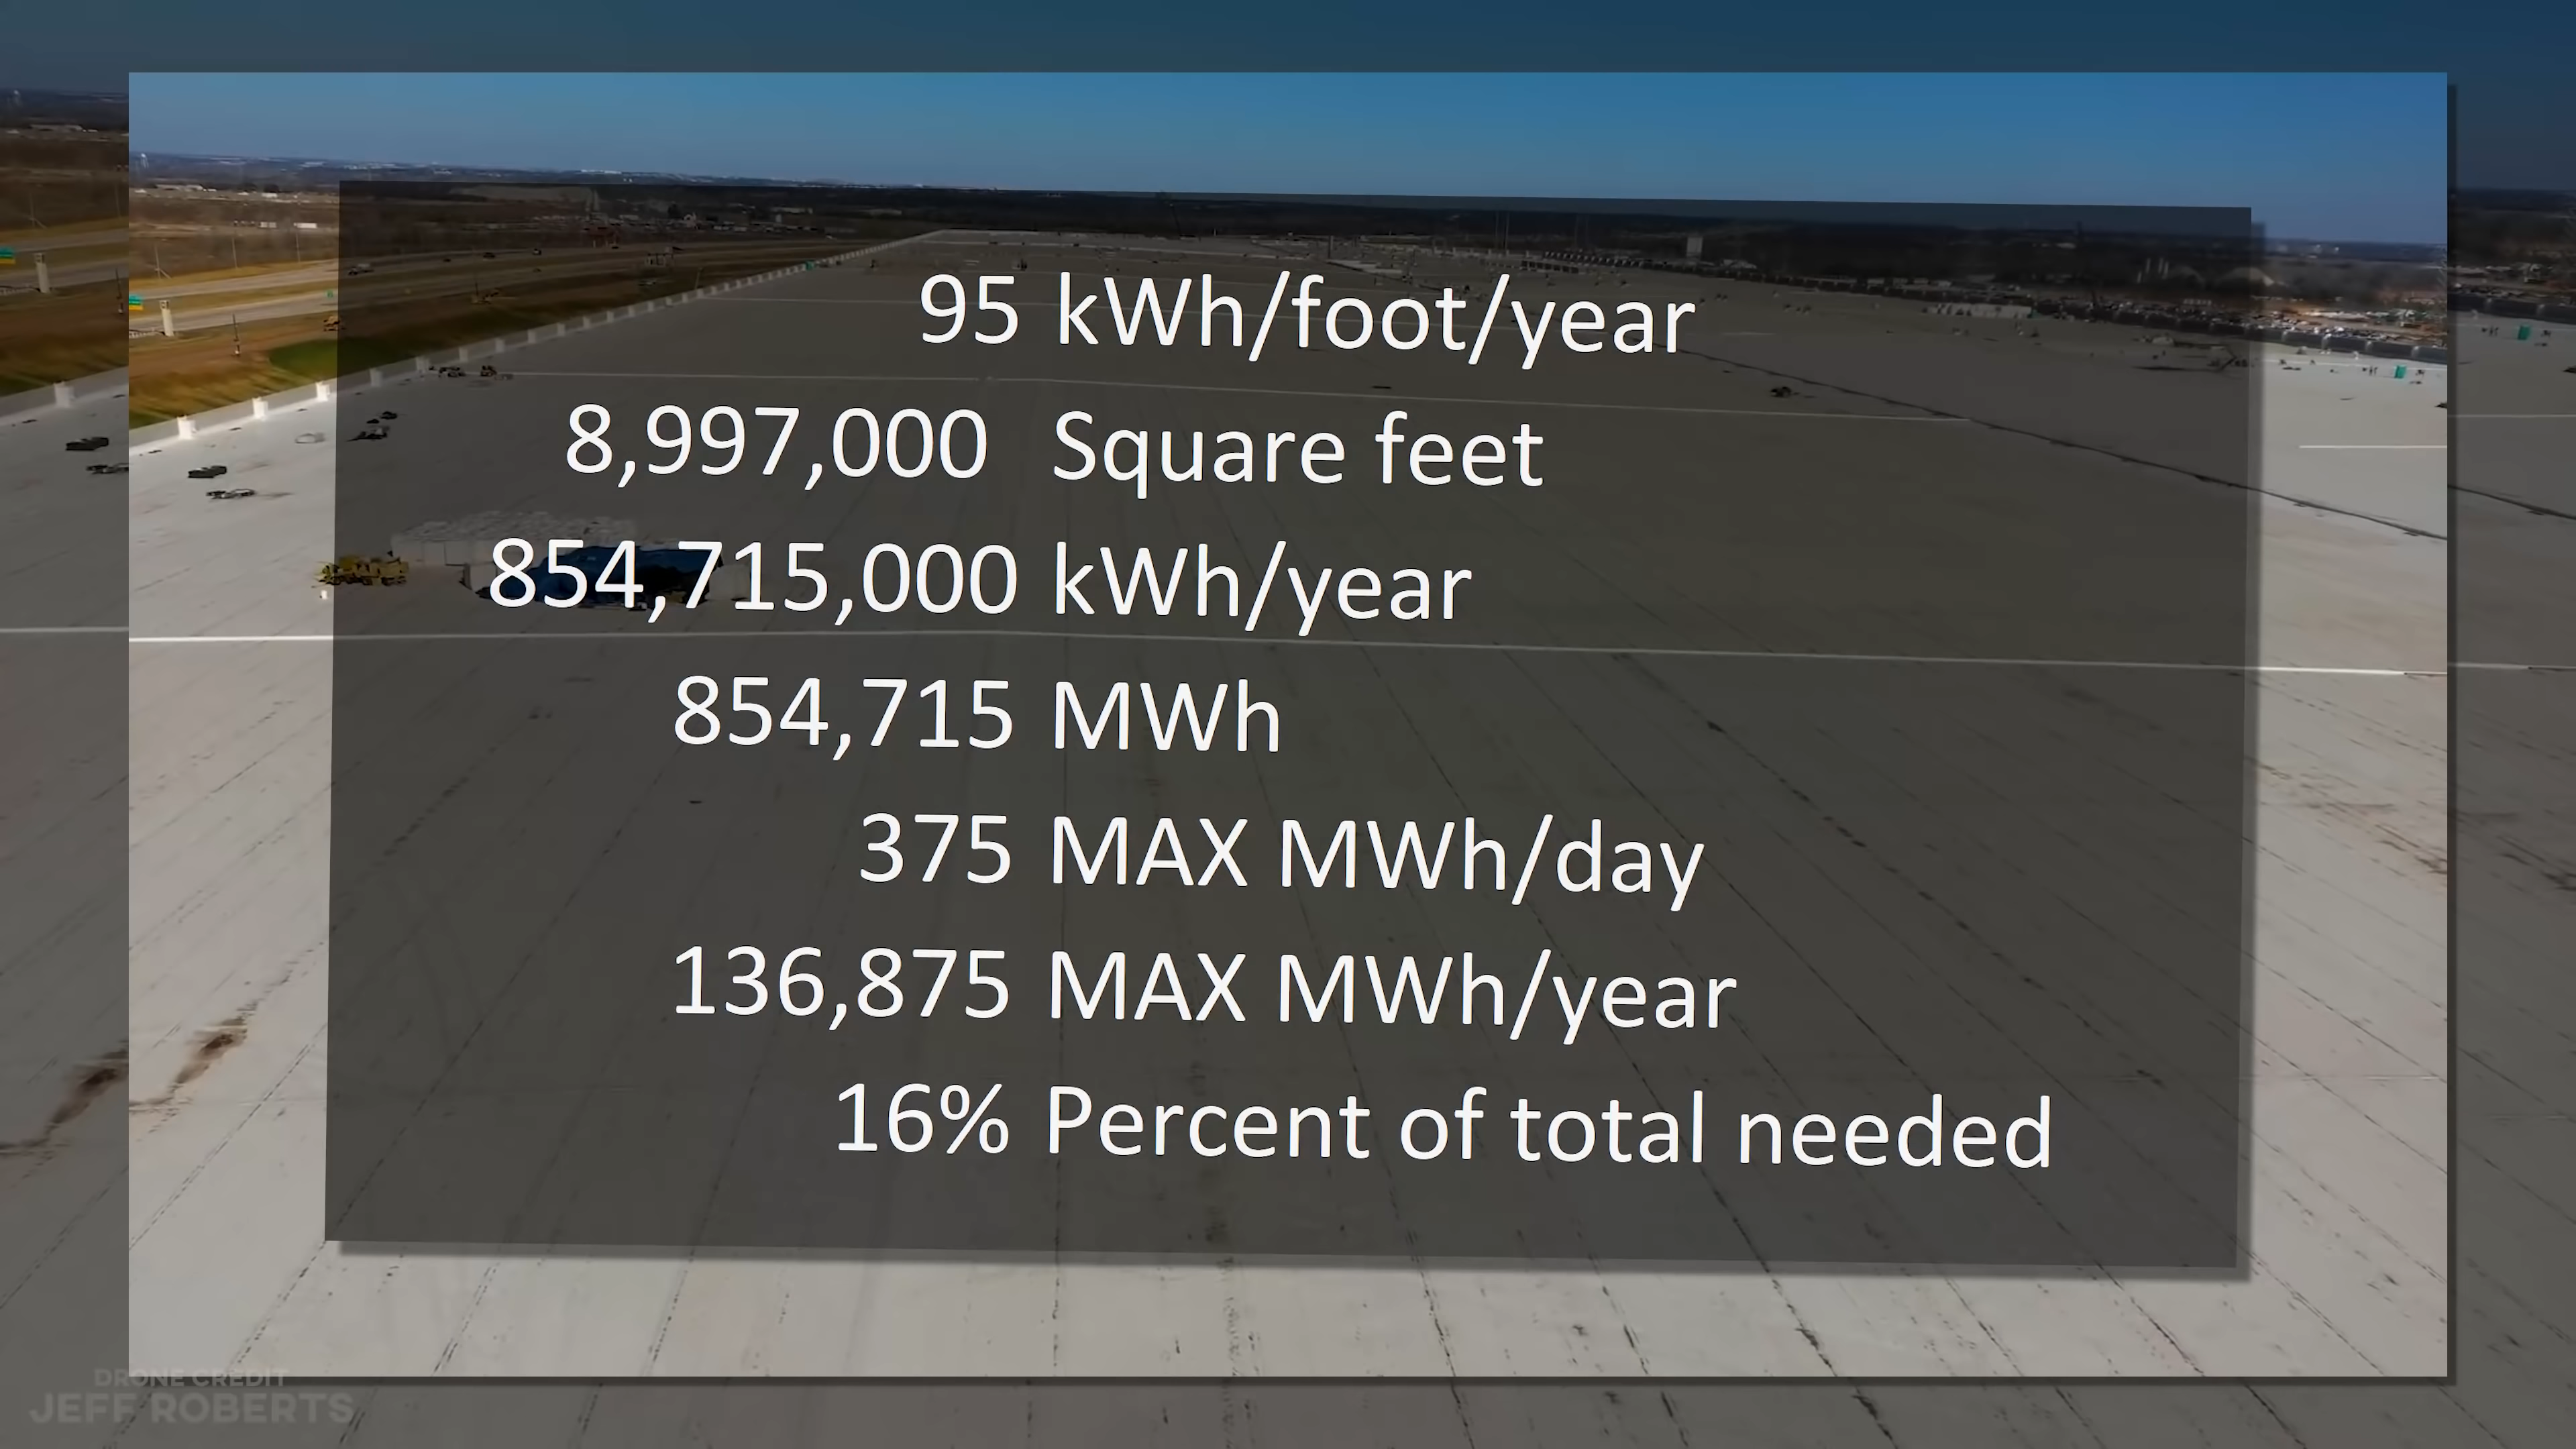 95 kWh/foot/year
8,997,000 Square feet
854,715,000 kWh/year
854,715 MWh
375 MAX MWh/day
136,875 MAX MWh/year
16% Percent of total needed
DRONE CREDIT
JEFF ROBERTS